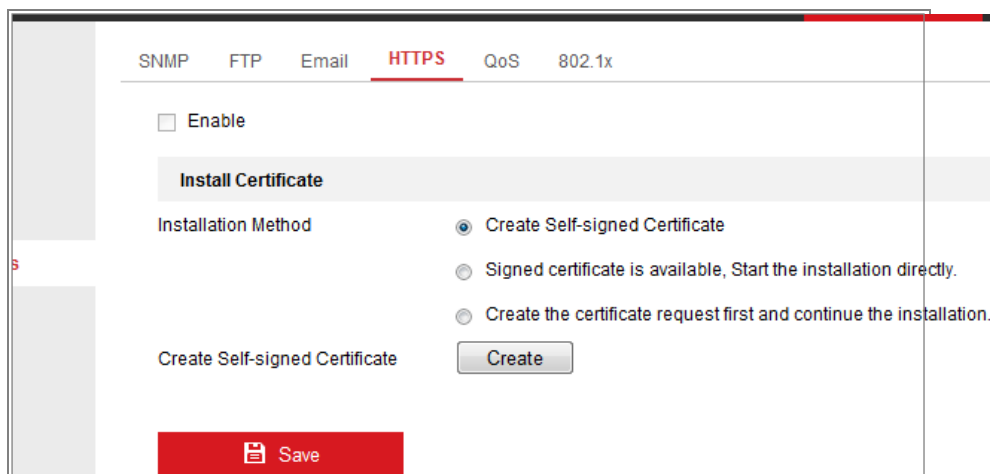 SNMP FTP Email HTTPS QoS 802.1x
Enable
Install Certificate
Installation Method Create Self-signed Certificate
s
Signed certificate is available, Start the installation directly.
Create the certificate request first and continue the installation.
Create Self-signed Certificate Create
Save